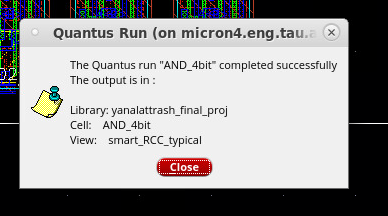 Quantus Run (on micron4.eng.tau.a
The Quantus run "AND_4bit" completed successfully
The output is in :
Library: yanalattrash_final_proj
Cell: AND_4bit
View: smart_RCC_typical
Close